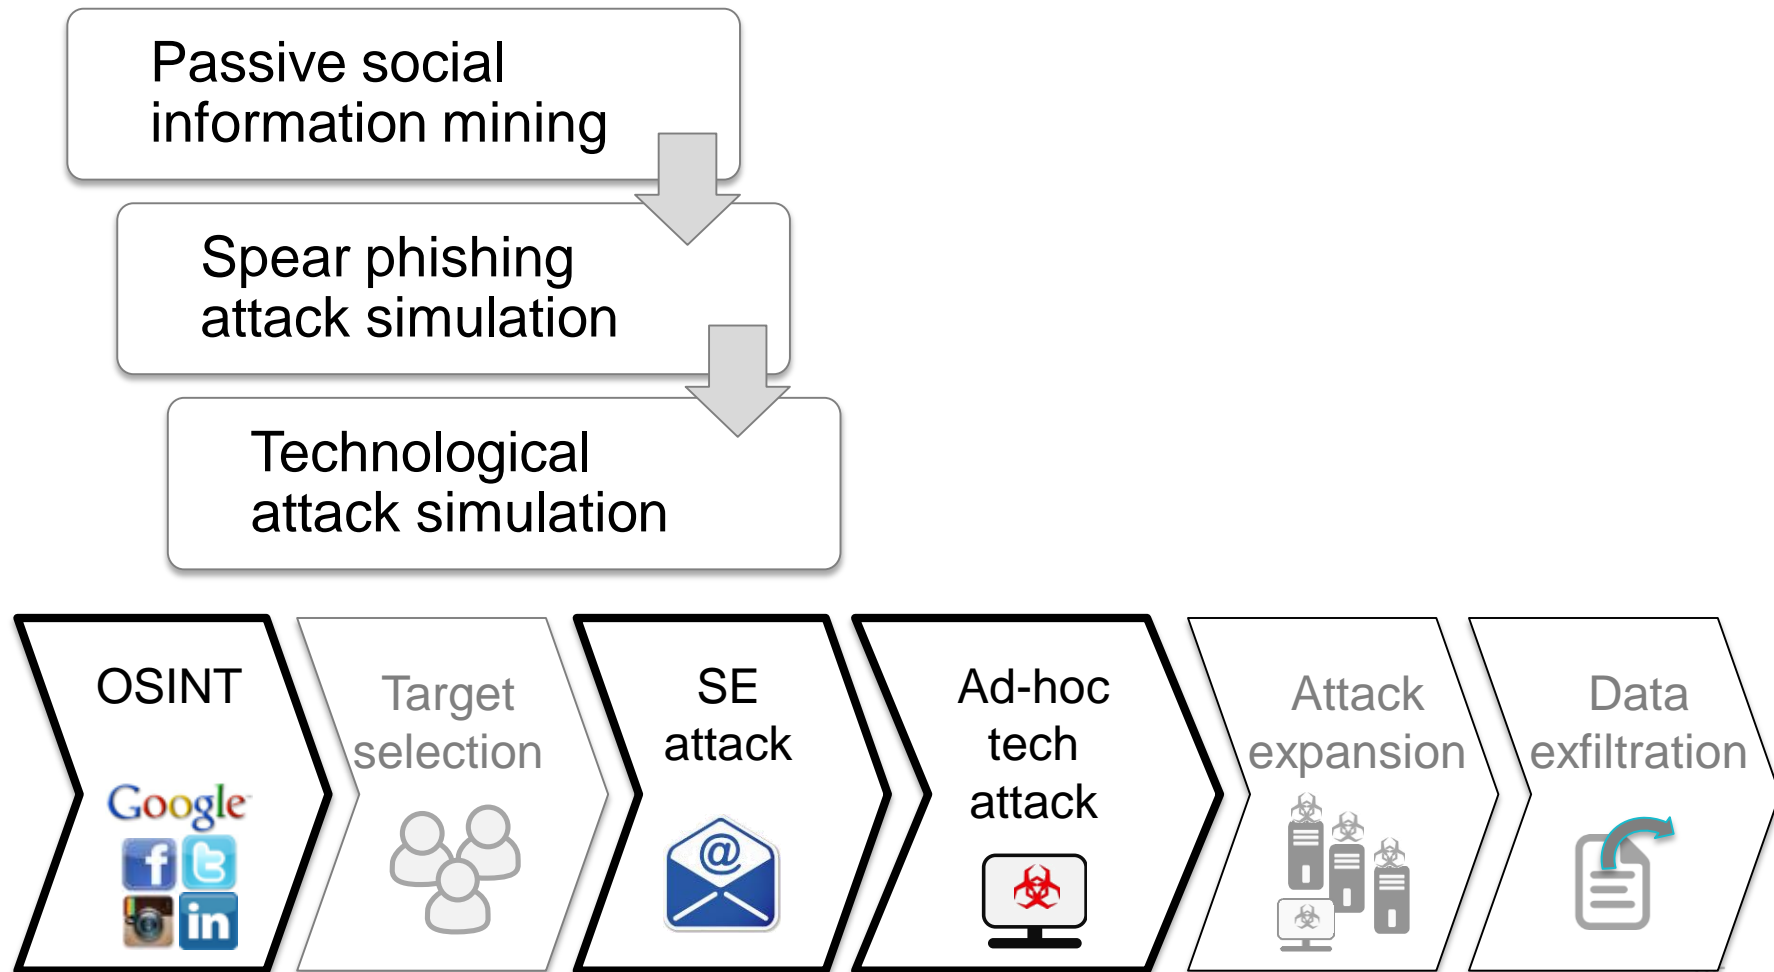 Passive social
information mining
Spear phishing
attack simulation
Technological
attack simulation
OSINT
Google
f
in
Target
selection
SE
attack
@
Ad-hoc
tech
attack
Attack
expansion
Data
exfiltration